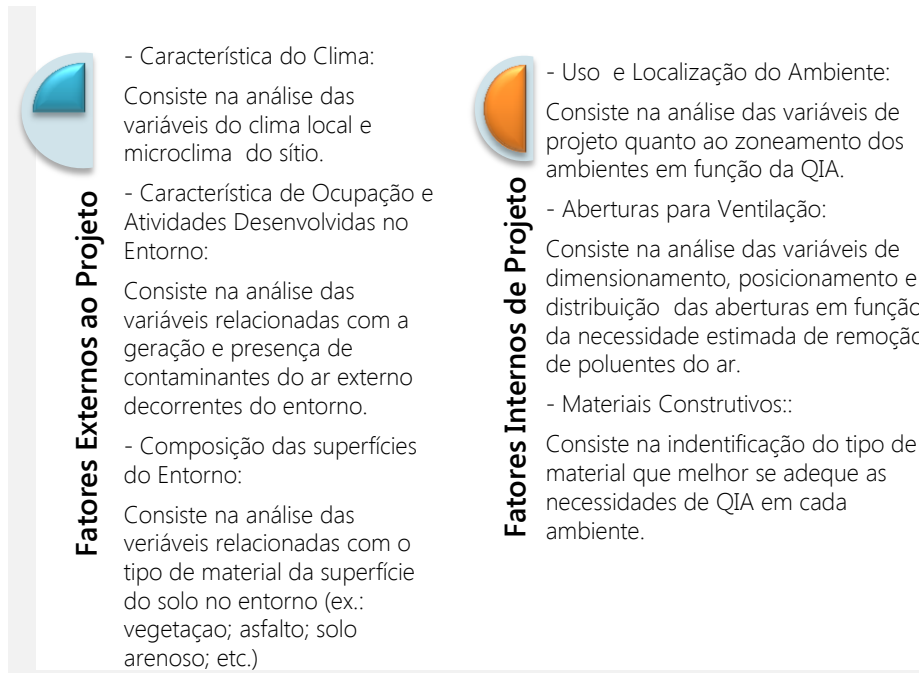 Fatores Externos ao Projeto
- Característica do Clima:
Consiste na análise das
variáveis do clima local e
microclima do sítio.
- Característica de Ocupação e
Atividades Desenvolvidas no
Entorno:
Consiste na análise das
variáveis relacionadas com a
geração e presença de
contaminantes do ar externo
decorrentes do entorno.
- Composição das superfícies
do Entorno:
Consiste na análise das
veriáveis relacionadas com o
tipo de material da superfície
do solo no entorno (ex.:
vegetaçao; asfalto; solo
arenoso; etc.)
Fatores Internos de Projeto
- Uso e Localização do Ambiente:
Consiste na análise das variáveis de
projeto quanto ao zoneamento dos
ambientes em função da QIA.
- Aberturas para Ventilação:
Consiste na análise das variáveis de
dimensionamento, posicionamento e
distribuição das aberturas em função
da necessidade estimada de remoção
de poluentes do ar.
- Materiais Construtivos::
Consiste na indentificação do tipo de
material que melhor se adeque as
necessidades de QIA em cada
ambiente.